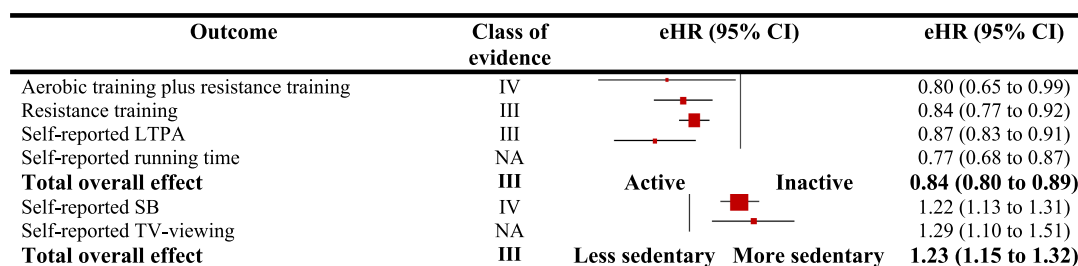 Outcome Class of evidence eHR (95% CI) eHR (95% CI)
Aerobic training plus resistance training IV 0.80 (0.65 to 0.99)
Resistance training III 0.84 (0.77 to 0.92)
Self-reported LTPA III 0.87 (0.83 to 0.91)
Self-reported running time NA 0.77 (0.68 to 0.87)
Total overall effect III Active Inactive 0.84 (0.80 to 0.89)
Self-reported SB IV 1.22 (1.13 to 1.31)
Self-reported TV-viewing NA 1.29 (1.10 to 1.51)
Total overall effect III Less sedentary More sedentary 1.23 (1.15 to 1.32)